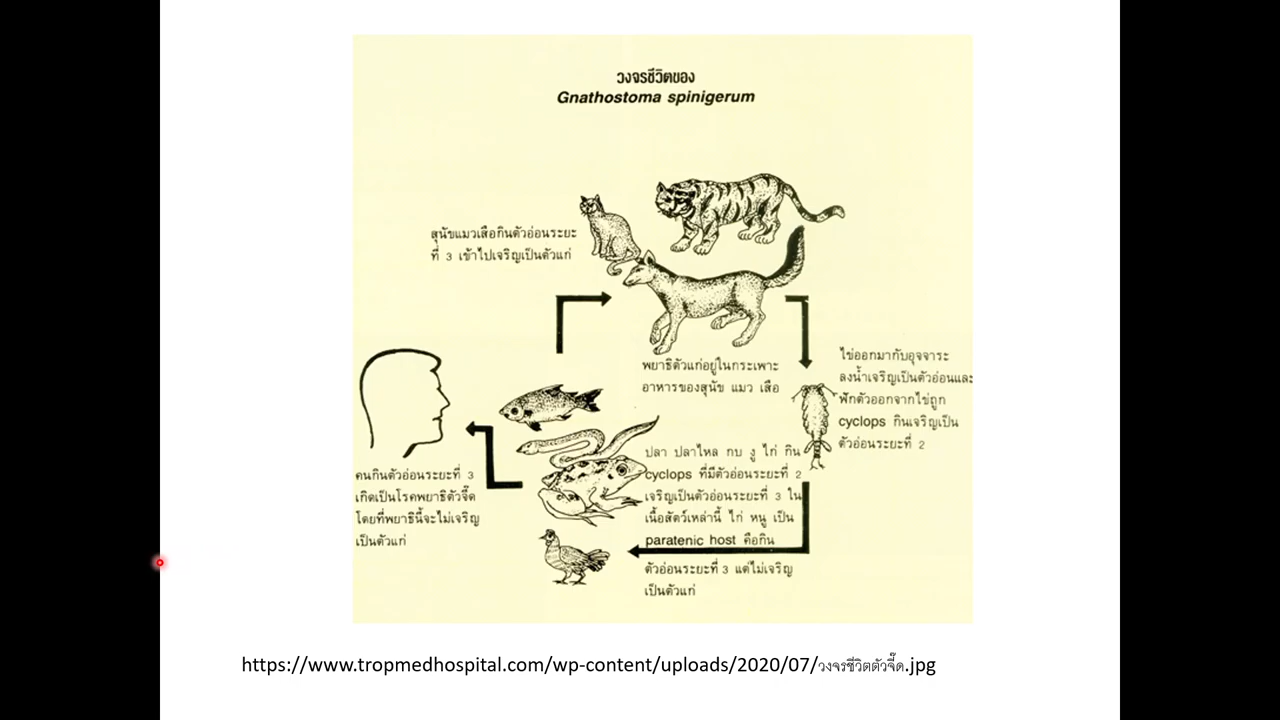 วงจรชีวิตของ
Gnathostoma spinigerum
สุนัขแมวเสือกินตัวอ่อนระยะ
ที่ 3 เข้าไปเจริญเป็นตัวแก่
พยาธิตัวแก่อยู่ในกระเพาะ
อาหารของสุนัข แมว เสือ
ไข่ออกมากับอุจจาระ
ลงน้ำเจริญเป็นตัวอ่อนและ
ฟักตัวออกจากไข่ถูก
cyclops กินเจริญเป็น
ตัวอ่อนระยะที่ 2
ปลา ปลาไหล กบ งู ไก่ กิน
cyclops ที่มีตัวอ่อนระยะที่ 2
เจริญเป็นตัวอ่อนระยะที่ 3 ใน
เนื้อสัตว์เหล่านี้ ไก่ หนู เป็น
paratenic host คือกิน
ตัวอ่อนระยะที่ 3 แต่ไม่เจริญ
เป็นตัวแก่
คนกินตัวอ่อนระยะที่ 3
เกิดเป็นโรคพยาธิตัวจี๊ด
โดยที่พยาธินี้จะไม่เจริญ
เป็นตัวแก่
https://www.tropmedhospital.com/wp-content/uploads/2020/07/วงจรชีวิตตัวจี๊ด.jpg